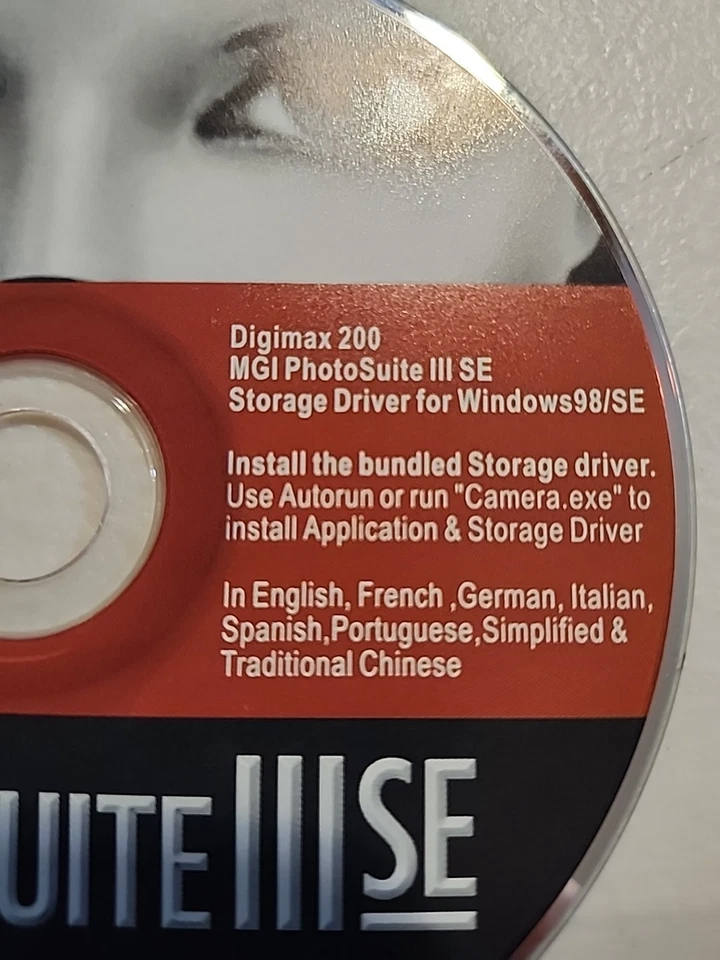 Digimax 200
MGI PhotoSuite III SE
Storage Driver for Windows98/SE
Install the bundled Storage driver.
Use Autorun or run "Camera.exe" to
install Application & Storage Driver
In English, French ,German, Italian,
Spanish,Portuguese,Simplified &
Traditional Chinese
UITE III SE